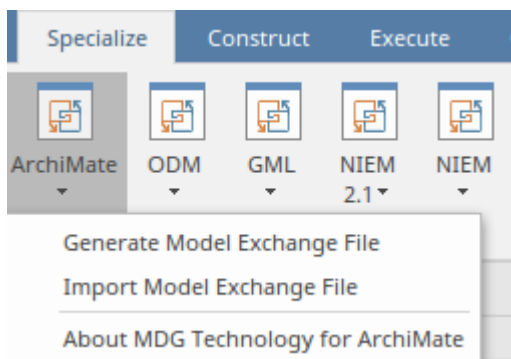 Specialize Construct Execute
ArchiMate ODM GML NIEM 2.1 NIEM
Generate Model Exchange File
Import Model Exchange File
About MDG Technology for ArchiMate